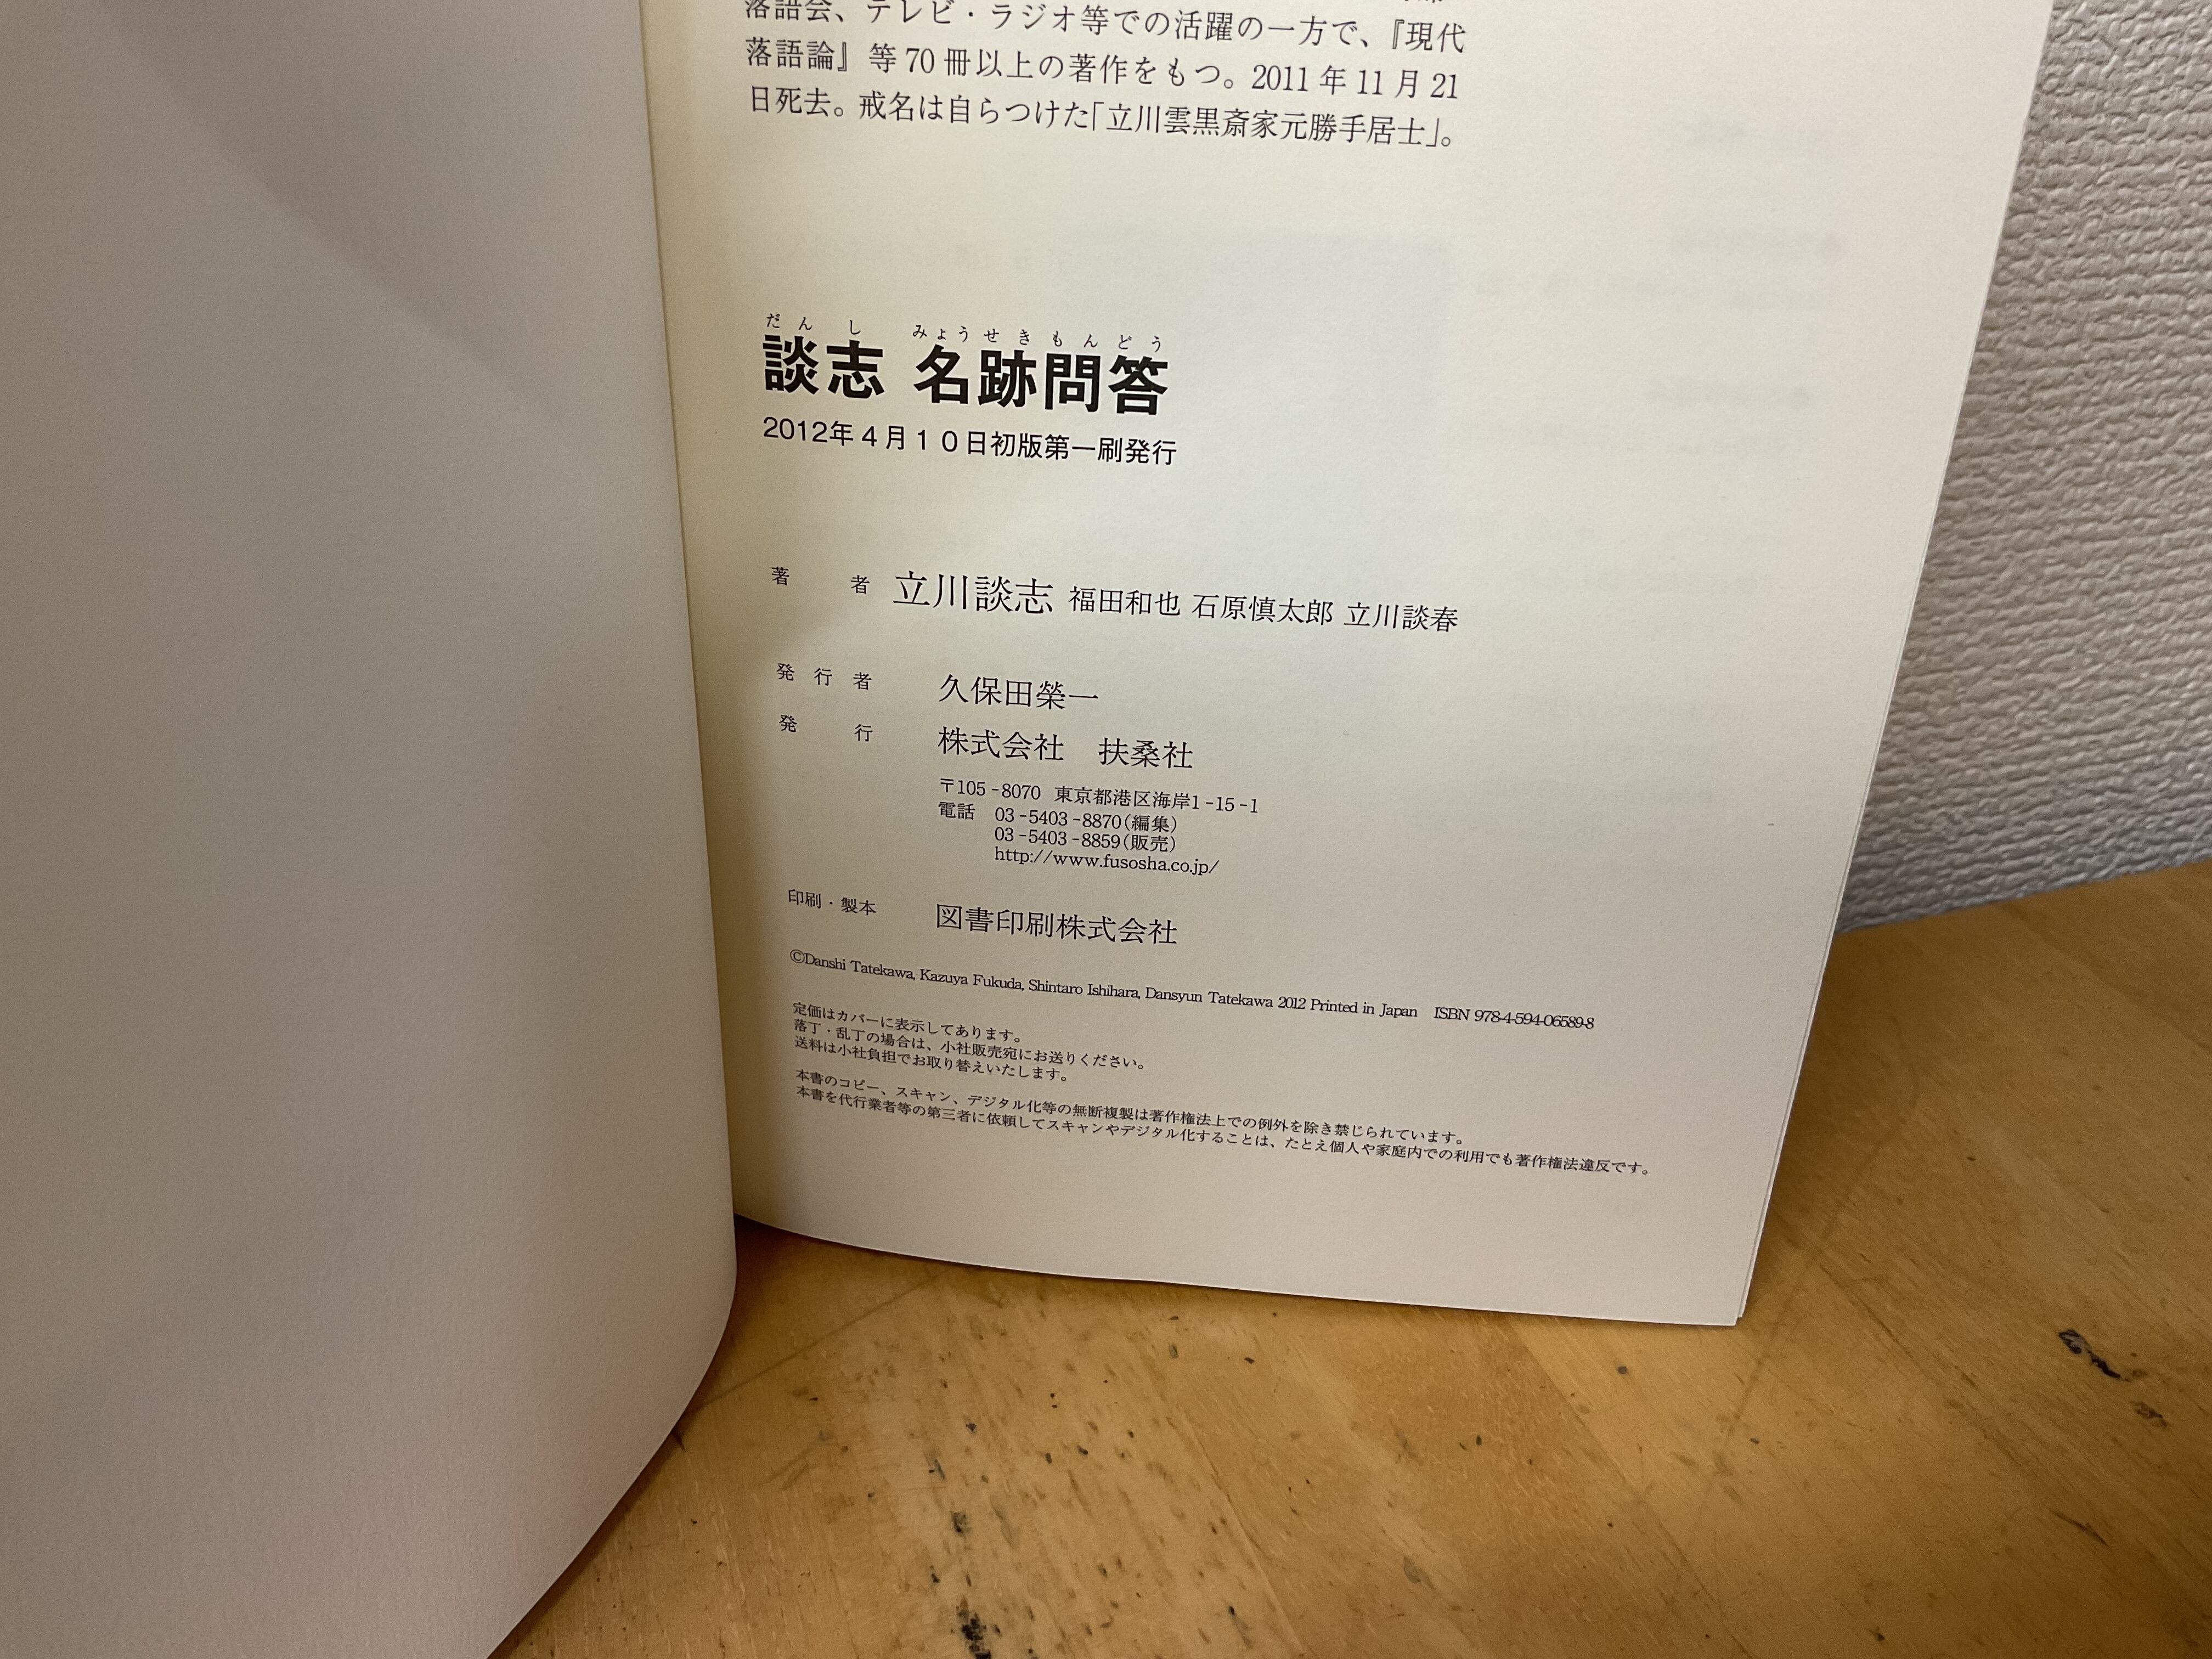 落語会、テレビ・ラジオ等での活躍の一方で、『現代
落語論』等70冊以上の著作をもつ。2011年11月21
日死去。戒名は自らつけた「立川雲黒斎家元勝手居士」。
だんし みょうせきもんどう
談志 名跡問答
2012年4月10日初版第一刷発行
著者 立川談志 福田和也 石原慎太郎 立川談春
発行者 久保田榮一
発行 株式会社 扶桑社
〒105-8070 東京都港区海岸1-15-1
電話 03-5403-8870(編集)
03-5403-8859(販売)
http://www.fusosha.co.jp/
印刷・製本 図書印刷株式会社
©Danshi Tatekawa, Kazuya Fukuda, Shintaro Ishihara, Dansyun Tatekawa 2012 Printed in Japan ISBN 978-4-594-06589-8
定価はカバーに表示してあります。
落丁・乱丁の場合は、小社販売宛にお送りください。
送料は小社負担でお取り替えいたします。
本書のコピー、スキャン、デジタル化等の無断複製は著作権法上での例外を除き禁じられています。
本書を代行業者等の第三者に依頼してスキャンやデジタル化することは、たとえ個人や家庭内での利用でも著作権法違反です。